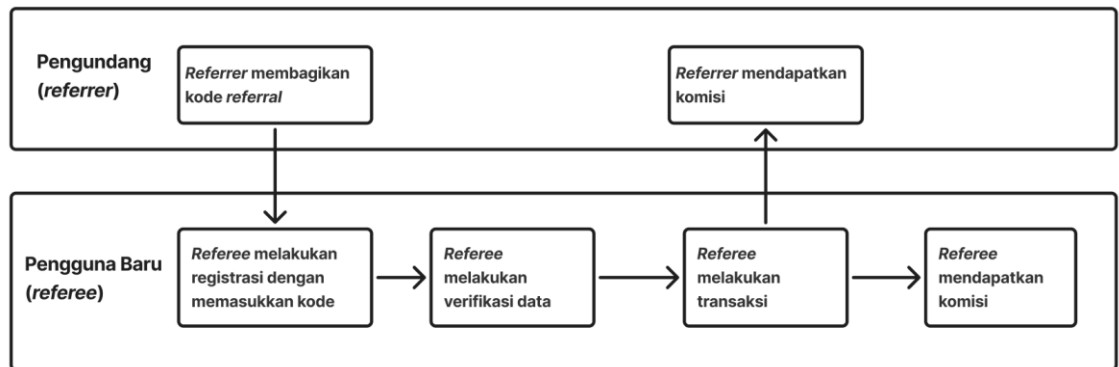 Pengundang
(referrer)
Referrer membagikan
kode referral
Referrer mendapatkan
komisi
Pengguna Baru
(referee)
Referee melakukan
registrasi dengan
memasukkan kode
Referee
melakukan
verifikasi data
Referee
melakukan
transaksi
Referee
mendapatkan
komisi